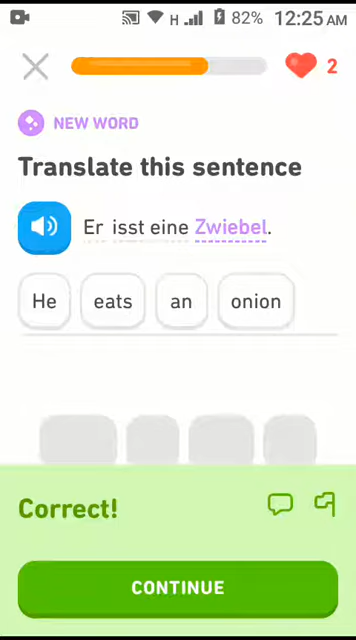 H 82% 12:25 AM
2
NEW WORD
Translate this sentence
Er isst eine Zwiebel.
He eats an onion
Correct!
CONTINUE